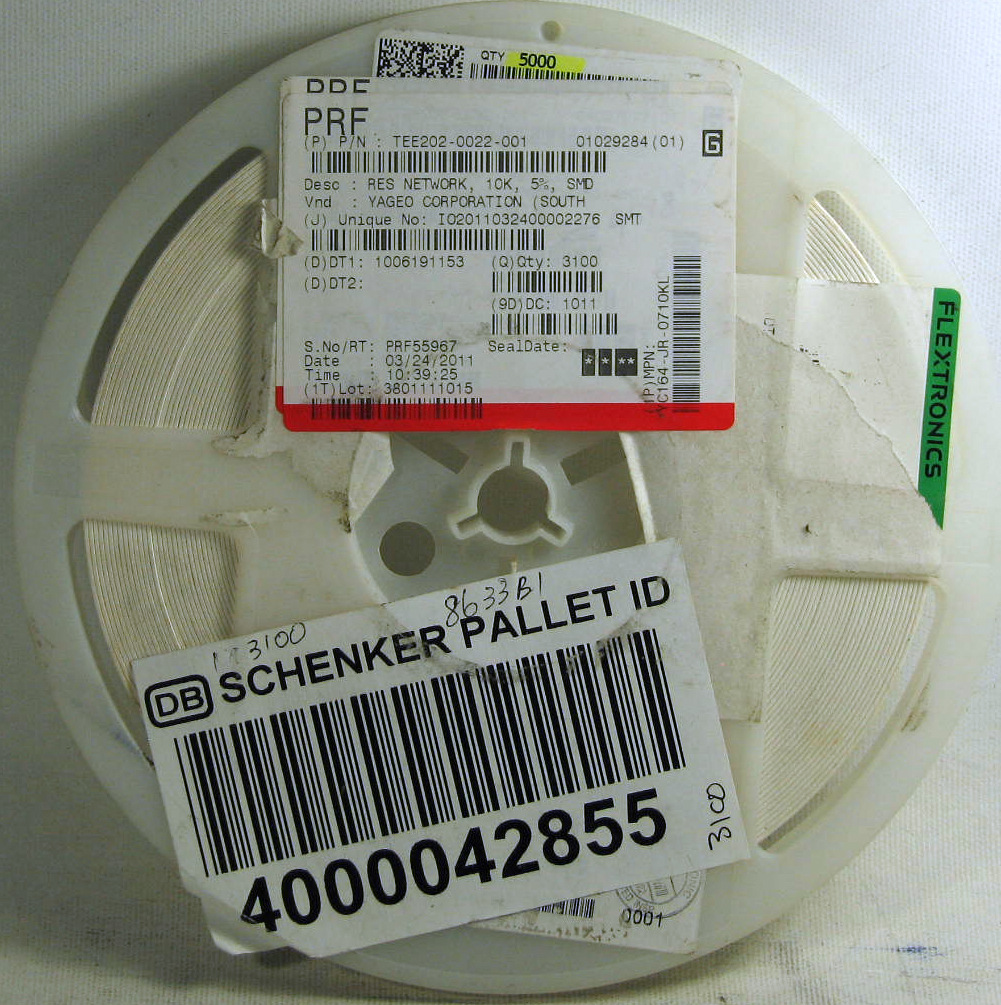 QTY 5000
PRF
PRF
(P) P/N : TEE202-0022-001 01029284(01) G
Desc : RES NETWORK, 10K, 5%, SMD
Vnd : YAGEO CORPORATION (SOUTH
(J) Unique No: IO2011032400002276 SMT
(D)DT1: 1006191153 (Q)Qty: 3100
(D)DT2:
(9D)DC: 1011
S.No/RT: PRF55967 SealDate: * * **
Date : 03/24/2011
Time : 10:39:25
(1T)Lot: 3801111015
(1P)MPN:
YC164-JR-0710KL
FLEXTRONICS
3100
8633B1
DB SCHENKER PALLET ID
4000042855
3100
0001